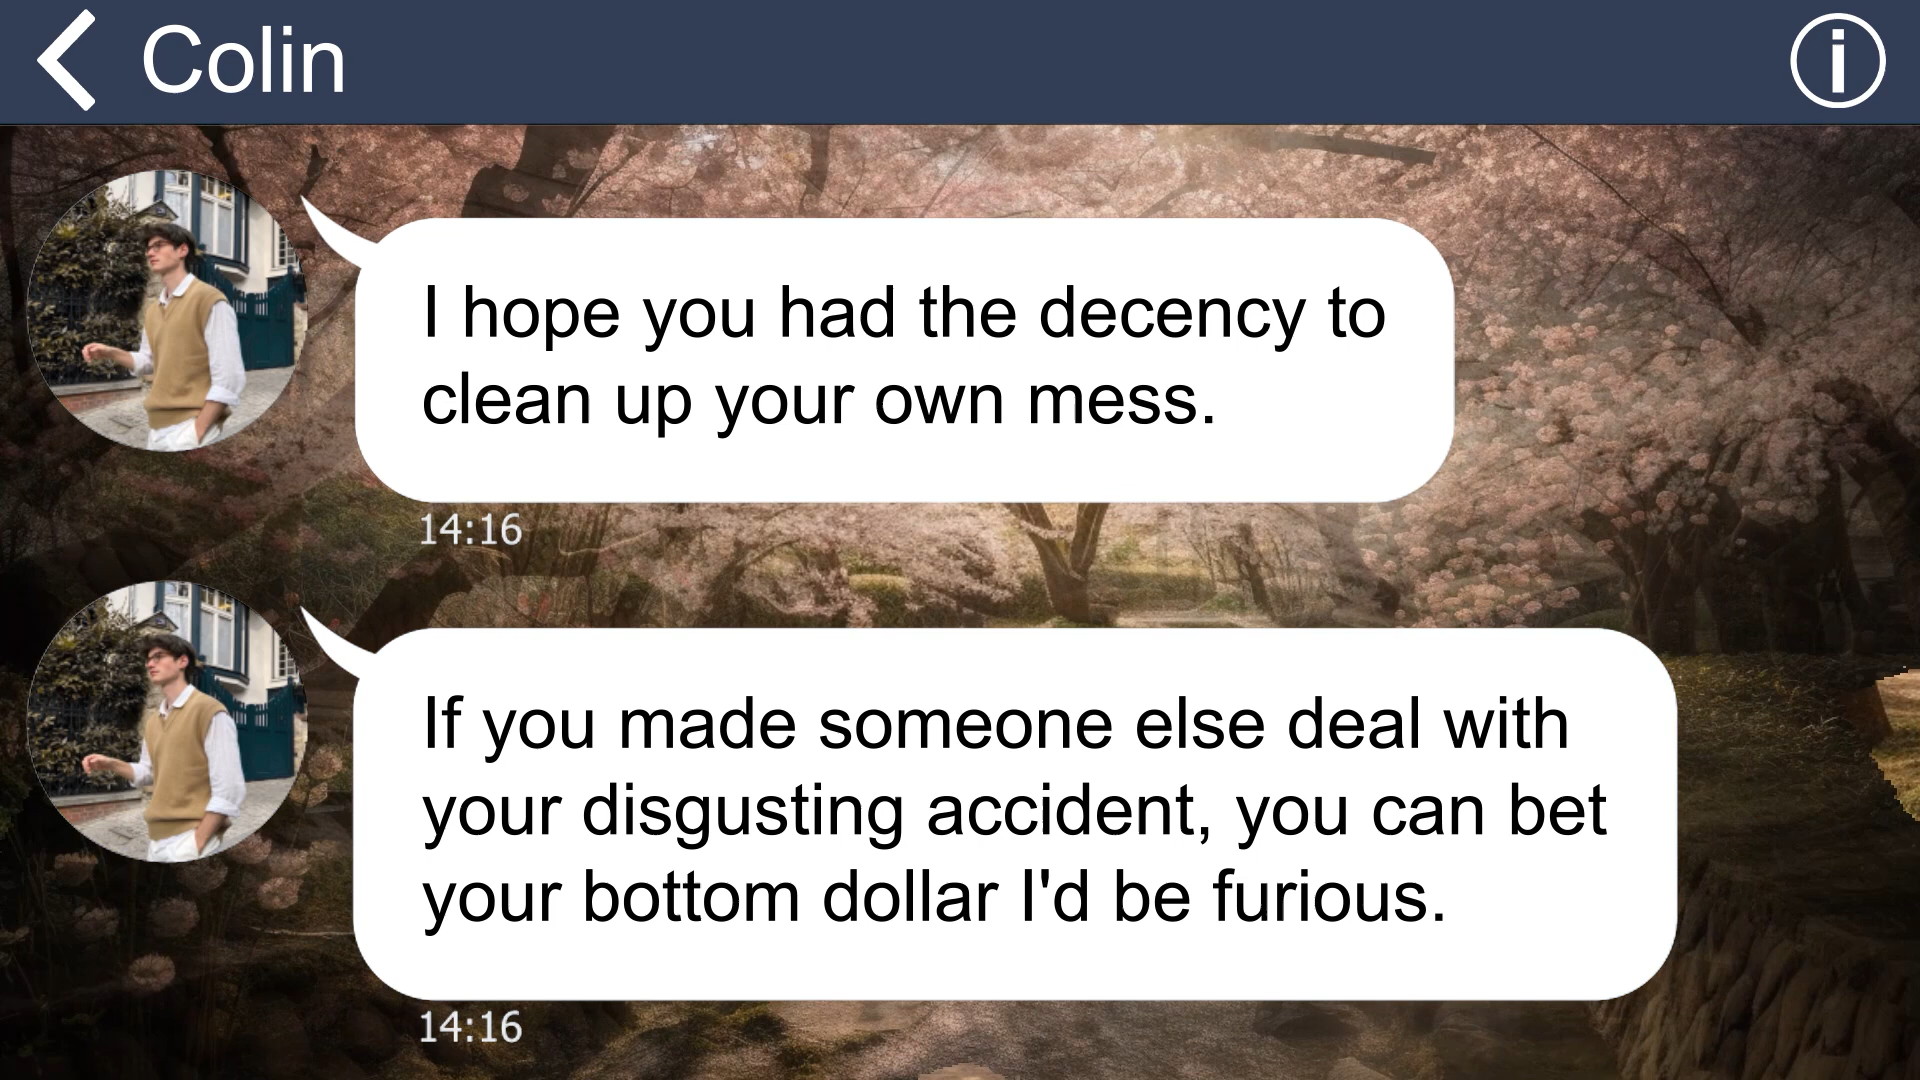 Colin
I hope you had the decency to
clean up your own mess.
14:16
If you made someone else deal with
your disgusting accident, you can bet
your bottom dollar I'd be furious.
14:16